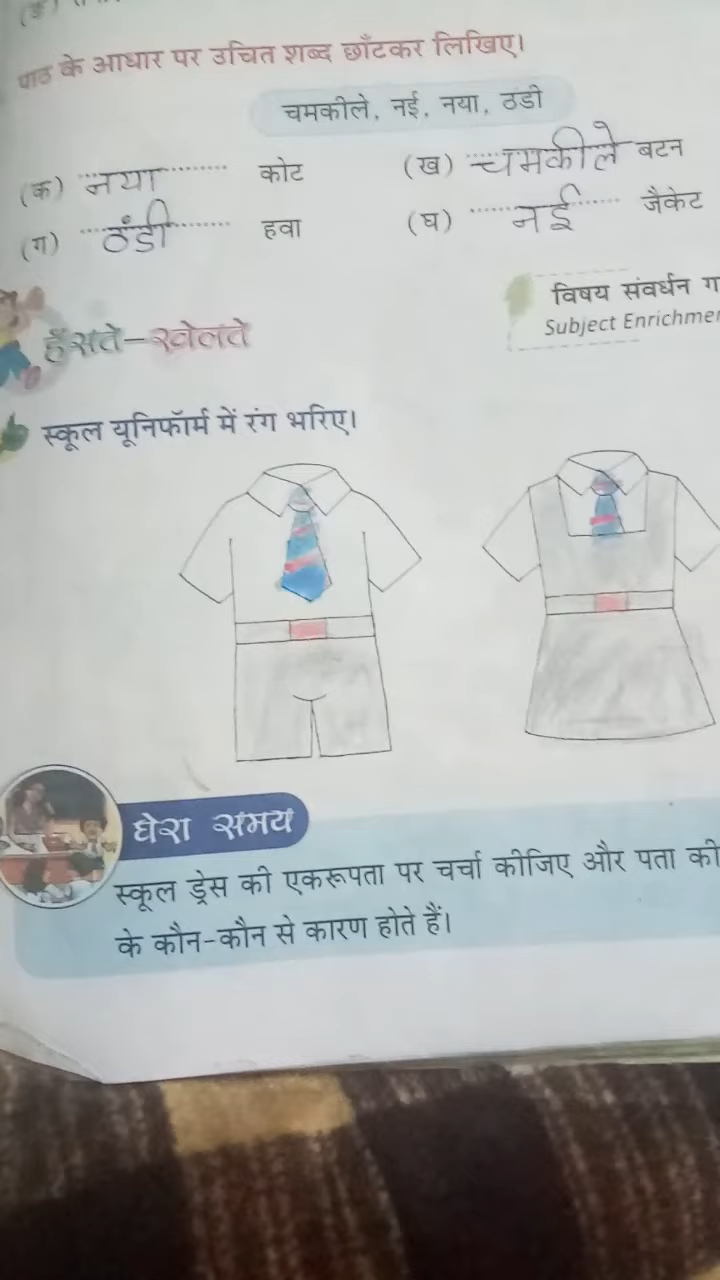 पाठ के आधार पर उचित शब्द छाँटकर लिखिए।
चमकीले, नई, नया, ठंडी
(क) नया कोट (ख) चमकीले बटन
(ग) ठंडी हवा (घ) नई जैकेट
विषय संवर्धन
Subject
हँसते-खेलते
स्कूल यूनिफॉर्म में रंग भरिए।
घेरा समय
स्कूल ड्रेस की एकरूपता पर चर्चा कीजिए और पता
के कौन-कौन से कारण होते हैं।